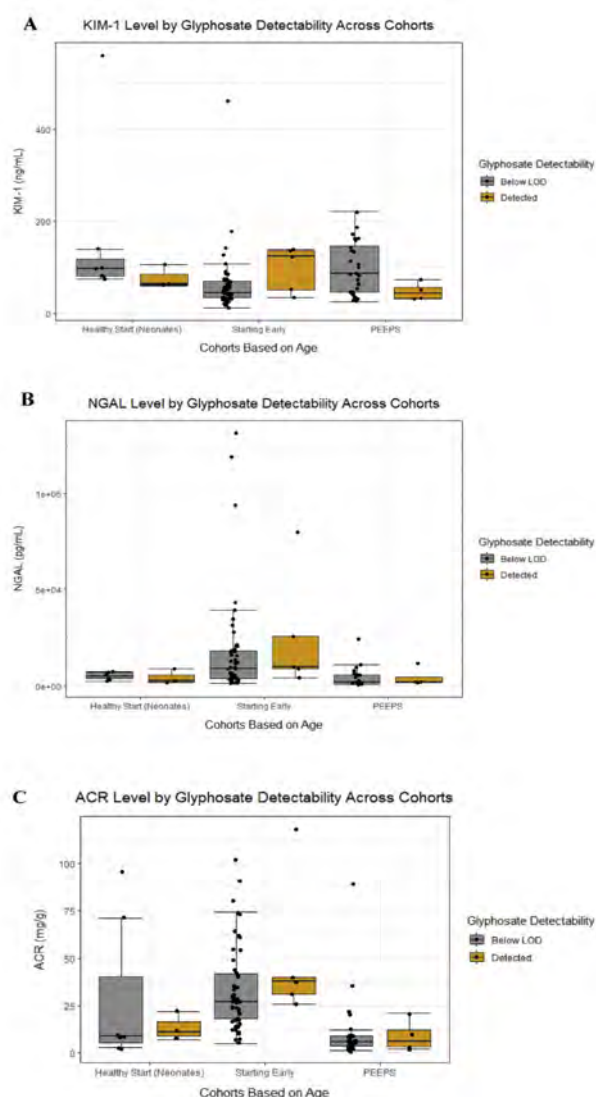 A
KIM-1 Level by Glyphosate Detectability Across Cohorts
KIM-1 (ng/mL)
400
200
0
Healthy Start (Neonates)
Starting Early
PEEPS
Cohorts Based on Age
Glyphosate Detectability
Below LOD
Detected
B
NGAL Level by Glyphosate Detectability Across Cohorts
NGAL (pg/mL)
1e+05
5e+04
0e+00
Healthy Start (Neonates)
Starting Early
PEEPS
Cohorts Based on Age
Glyphosate Detectability
Below LOD
Detected
C
ACR Level by Glyphosate Detectability Across Cohorts
ACR (mg/g)
100
75
50
25
0
Healthy Start (Neonates)
Starting Early
PEEPS
Cohorts Based on Age
Glyphosate Detectability
Below LOD
Detected